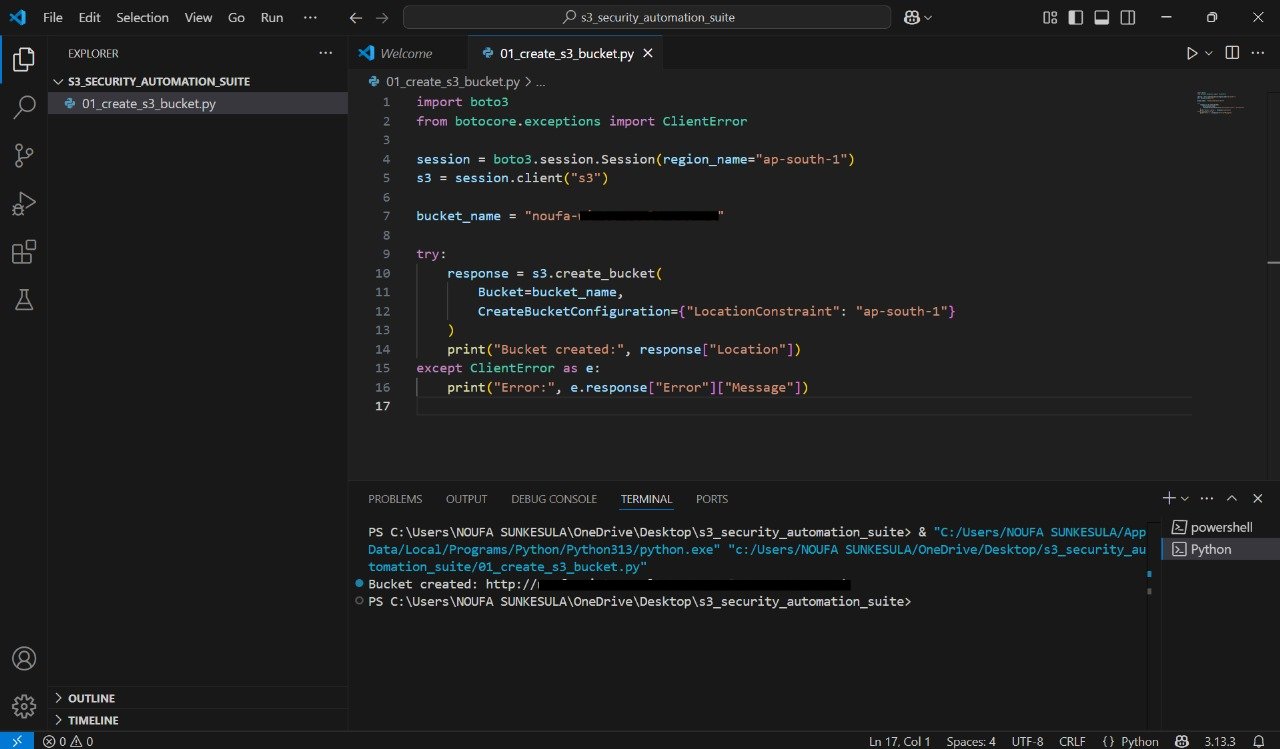 File Edit Selection View Go Run ... s3_security_automation_suite
EXPLORER ...
S3_SECURITY_AUTOMATION_SUITE
01_create_s3_bucket.py
OUTLINE
TIMELINE
Welcome 01_create_s3_bucket.py
01_create_s3_bucket.py > ...
1 import boto3
2 from botocore.exceptions import ClientError
3
4 session = boto3.session.Session(region_name="ap-south-1")
5 s3 = session.client("s3")
6
7 bucket_name = "noufa-"
8
9 try:
10 response = s3.create_bucket(
11 Bucket=bucket_name,
12 CreateBucketConfiguration={"LocationConstraint": "ap-south-1"}
13 )
14 print("Bucket created:", response["Location"])
15 except ClientError as e:
16 print("Error:", e.response["Error"]["Message"])
17
PROBLEMS OUTPUT DEBUG CONSOLE TERMINAL PORTS
PS C:\Users\NOUFA SUNKESULA\OneDrive\Desktop\s3_security_automation_suite> & "C:/Users/NOUFA SUNKESULA/App
Data/Local/Programs/Python/Python313/python.exe" "c:/Users/NOUFA SUNKESULA/OneDrive/Desktop/s3_security_au
tomation_suite/01_create_s3_bucket.py"
Bucket created: http://
PS C:\Users\NOUFA SUNKESULA\OneDrive\Desktop\s3_security_automation_suite>
powershell
Python
0 0 Ln 17, Col 1 Spaces: 4 UTF-8 CRLF {} Python 3.13.3